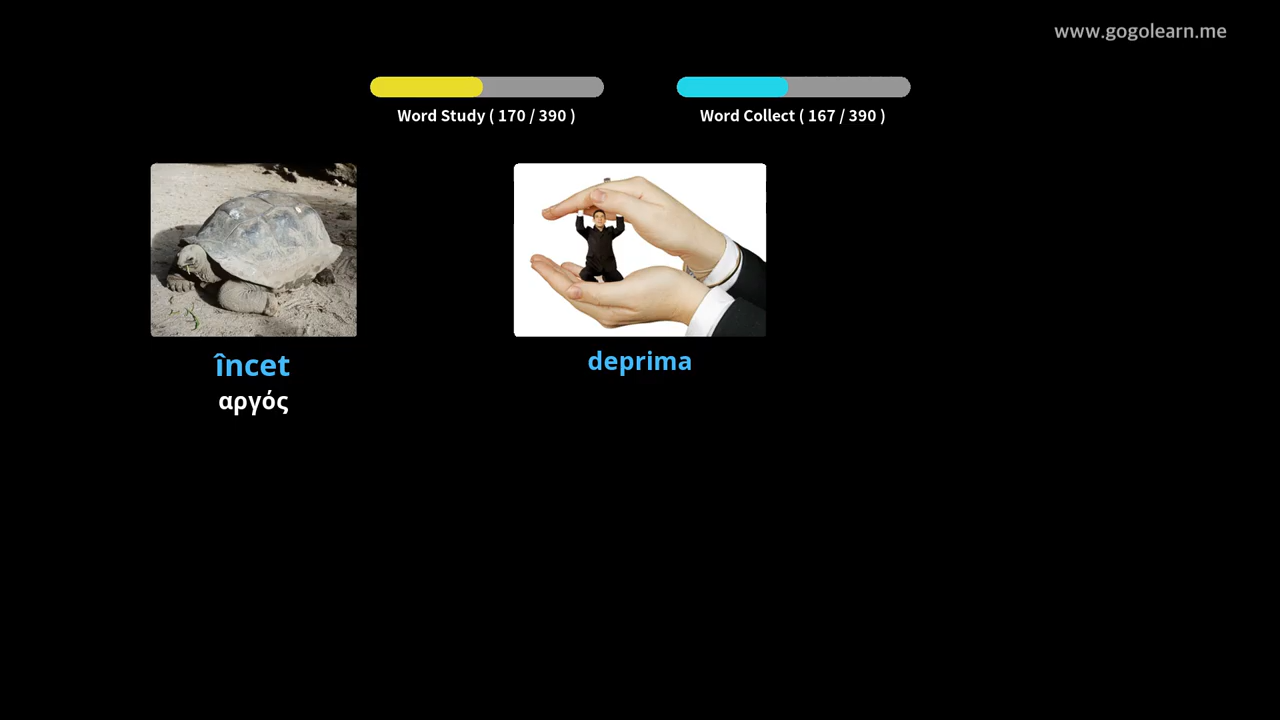 www.gogolearn.me
Word Study ( 170 / 390 )
Word Collect ( 167 / 390 )
încet
αργός
deprima